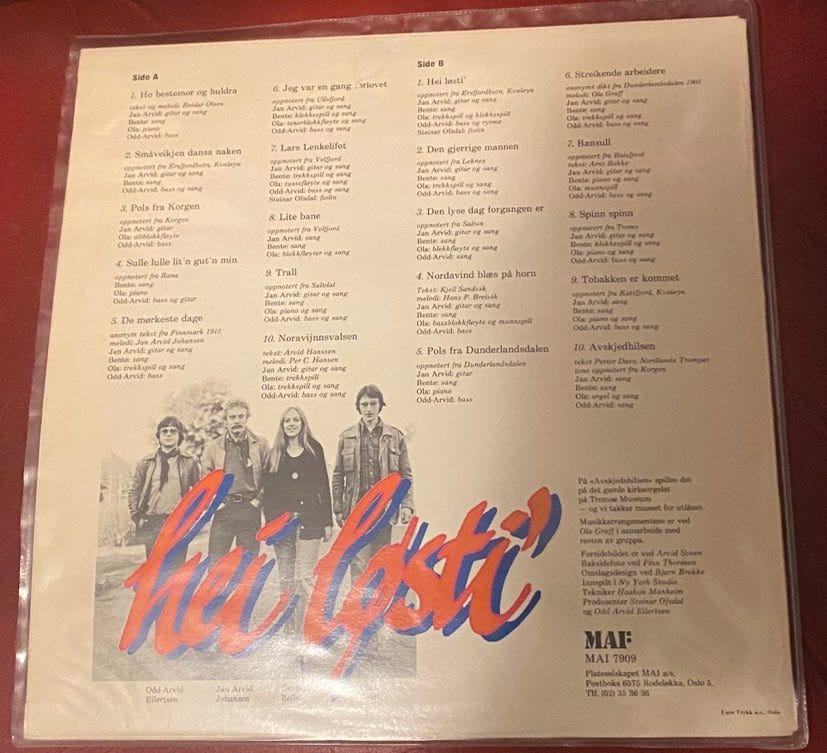 Side A
1. Ho bestemor og huldra
tekst og melodi: Reidar Olsen
Jan Arvid: gitar og sang
Bente: sang
Ola: piano
Odd-Arvid: bass
2. Småveikjen dansa naken
oppnotert fra Ersfjordbotn, Kvaløya
Jan Arvid: gitar og sang
Bente: sang
Odd-Arvid: bass og sang
3. Pols fra Korgen
oppnotert fra Korgen
Jan Arvid: gitar
Ola: altblokkfløyte
Odd-Arvid: bass
4. Sulle lulle lit'n gut'n min
oppnotert fra Rana
Bente: sang
Ola: piano
Odd-Arvid: bass og gitar
5. De mørkeste dage
anonym tekst fra Finnmark 1915
melodi: Jan Arvid Johansen
Jan Arvid: gitar og sang
Bente: sang
Ola: trekkspill og sang
Odd-Arvid: bass
6. Jeg var en gang
oppnotert fra Ullsfjord
Jan Arvid: gitar og sang
Bente: klokkespill og sang
Ola: tenorblokkfløyte og sang
Odd-Arvid: bass og sang
7. Lars Lenkelifot
oppnotert fra Velfjord
Jan Arvid: gitar og sang
Bente: trekkspill og sang
Ola: tussefløyte og sang
Odd-Arvid: bass og sang
Steinar Ofsdal: fiolin
8. Lite bane
oppnotert fra Velfjord
Jan Arvid: sang
Bente: sang
Ola: blokkfløyter og sang
9. Trall
oppnotert fra Saltdal
Jan Arvid: gitar og sang
Bente: sang
Ola: piano og sang
Odd-Arvid: bass og sang
10. Noravijnnsvalsen
tekst: Arvid Hanssen
melodi: Per C. Hansen
Jan Arvid: gitar og sang
Bente: trekkspill
Ola: trekkspill og sang
Odd-Arvid: bass og sang
Side B
1. Hei løsti'
oppnotert fra Ersfjordbotn, Kvaløya
Jan Arvid: gitar og sang
Bente: sang
Ola: trekkspill og klokkespill
Odd-Arvid: bass og rytme
Steinar Ofsdal: fiolin
2. Den gjerrige mannen
oppnotert fra Leknes
Jan Arvid: gitar og sang
Bente: sang
Ola: trekkspill og sang
Odd-Arvid: bass og sang
3. Den lyse dag forgangen er
oppnotert fra Salten
Jan Arvid: gitar og sang
Bente: sang
Ola: blokkfløyte og sang
Odd-Arvid: sang
4. Nordavind blæs på horn
Tekst: Kjell Sandvik
melodi: Hans P. Breivik
Jan Arvid: gitar og sang
Bente: sang
Ola: bassblokkfløyte og munnspill
Odd-Arvid: bass
5. Pols fra Dunderlandsdalen
oppnotert fra Dunderlandsdalen
Jan Arvid: gitar
Bente: sang
Ola: piano
Odd-Arvid: bass
6. Streikende arbeidere
anonymt dikt fra Dunderlandsdalen 1903
melodi: Ola Graff
Jan Arvid: gitar og sang
Bente: sang
Ola: trekkspill og sang
Odd-Arvid: bass og sang
7. Bansull
oppnotert fra Balsfjord
tekst: Arnt Bakke
Jan Arvid: gitar og sang
Bente: piano og sang
Ola: munnspill
Odd-Arvid: bass og sang
8. Spinn spinn
oppnotert fra Troms
Jan Arvid: gitar og sang
Bente: klokkespill og sang
Ola: piano og sang
Odd-Arvid: bass og sang
9. Tobakken er kommet
oppnotert fra Kattfjord, Kvaløya
Jan Arvid: sang
Bente: sang
Ola: piano og sang
Odd-Arvid: bass og sang
10. Avskjedhilsen
tekst Petter Dass; Nordlands Trompet
tone oppnotert fra Korgen
Jan Arvid: sang
Bente: sang
Ola: orgel og sang
Odd-Arvid: sang
hei løsti'
Odd-Arvid
Eilertsen
Jan Arvid
Johansen
På «Avskjedshilsen» spilles det
på det gamle kirkeorgelet
på Tromsø Museum
— og vi takker museet for utlånet.
Musikkarrangementene er ved
Ola Graff i samarbeide med
resten av gruppa.
Forsidebildet er ved Arvid Sveen
Baksidefoto ved Finn Thoresen
Omslagsdesign ved Bjørn Brekke
Innspilt i Ny York Studio
Tekniker Haakon Manheim
Produsenter Steinar Ofsdal
og Odd Arvid Eilertsen
MAI:
MAI 7909
Plateselskapet MAI a/s,
Postboks 6575 Rodeløkka, Oslo 5.
Tlf. (02) 35 36 36
Trykk a.s., Oslo